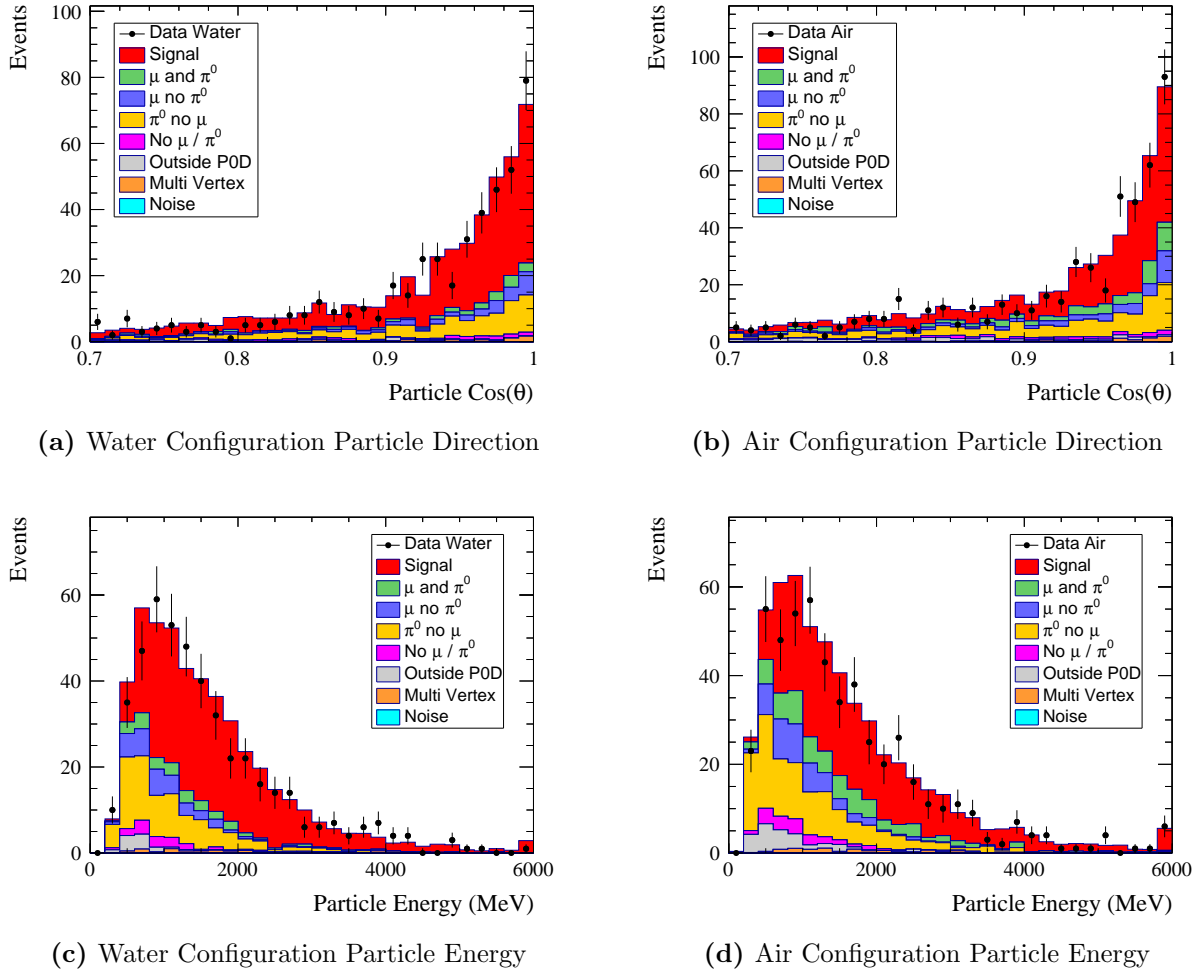 Events
100
80
60
40
20
0
0.7
0.8
0.9
1
Particle Cos(θ)
Data Water
Signal
μ and π⁰
μ no π⁰
π⁰ no μ
No μ / π⁰
Outside P0D
Multi Vertex
Noise
(a) Water Configuration Particle Direction
Events
100
80
60
40
20
0
0.7
0.8
0.9
1
Particle Cos(θ)
Data Air
Signal
μ and π⁰
μ no π⁰
π⁰ no μ
No μ / π⁰
Outside P0D
Multi Vertex
Noise
(b) Air Configuration Particle Direction
Events
60
40
20
0
0
2000
4000
6000
Particle Energy (MeV)
Data Water
Signal
μ and π⁰
μ no π⁰
π⁰ no μ
No μ / π⁰
Outside P0D
Multi Vertex
Noise
(c) Water Configuration Particle Energy
Events
60
40
20
0
0
2000
4000
6000
Particle Energy (MeV)
Data Air
Signal
μ and π⁰
μ no π⁰
π⁰ no μ
No μ / π⁰
Outside P0D
Multi Vertex
Noise
(d) Air Configuration Particle Energy